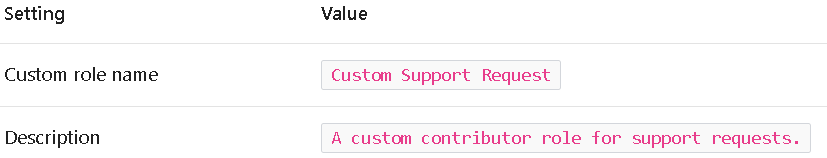 Setting Value
Custom role name Custom Support Request
Description A custom contributor role for support requests.